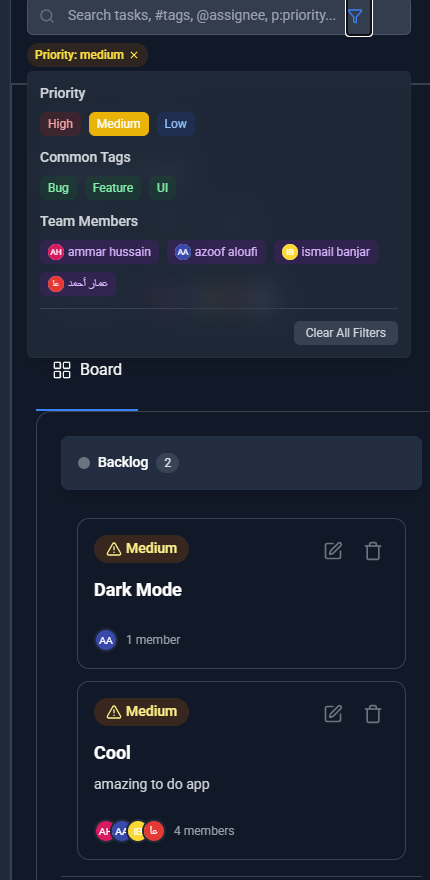 Search tasks, #tags, @assignee, p:priority...
Priority: medium ×
Priority
High Medium Low
Common Tags
Bug Feature UI
Team Members
AH ammar hussain AA azoof aloufi IB ismail banjar
عأ عمار أحمد
Clear All Filters
Board
Backlog 2
Medium
Dark Mode
AA 1 member
Medium
Cool
amazing to do app
AH AA IB عأ 4 members